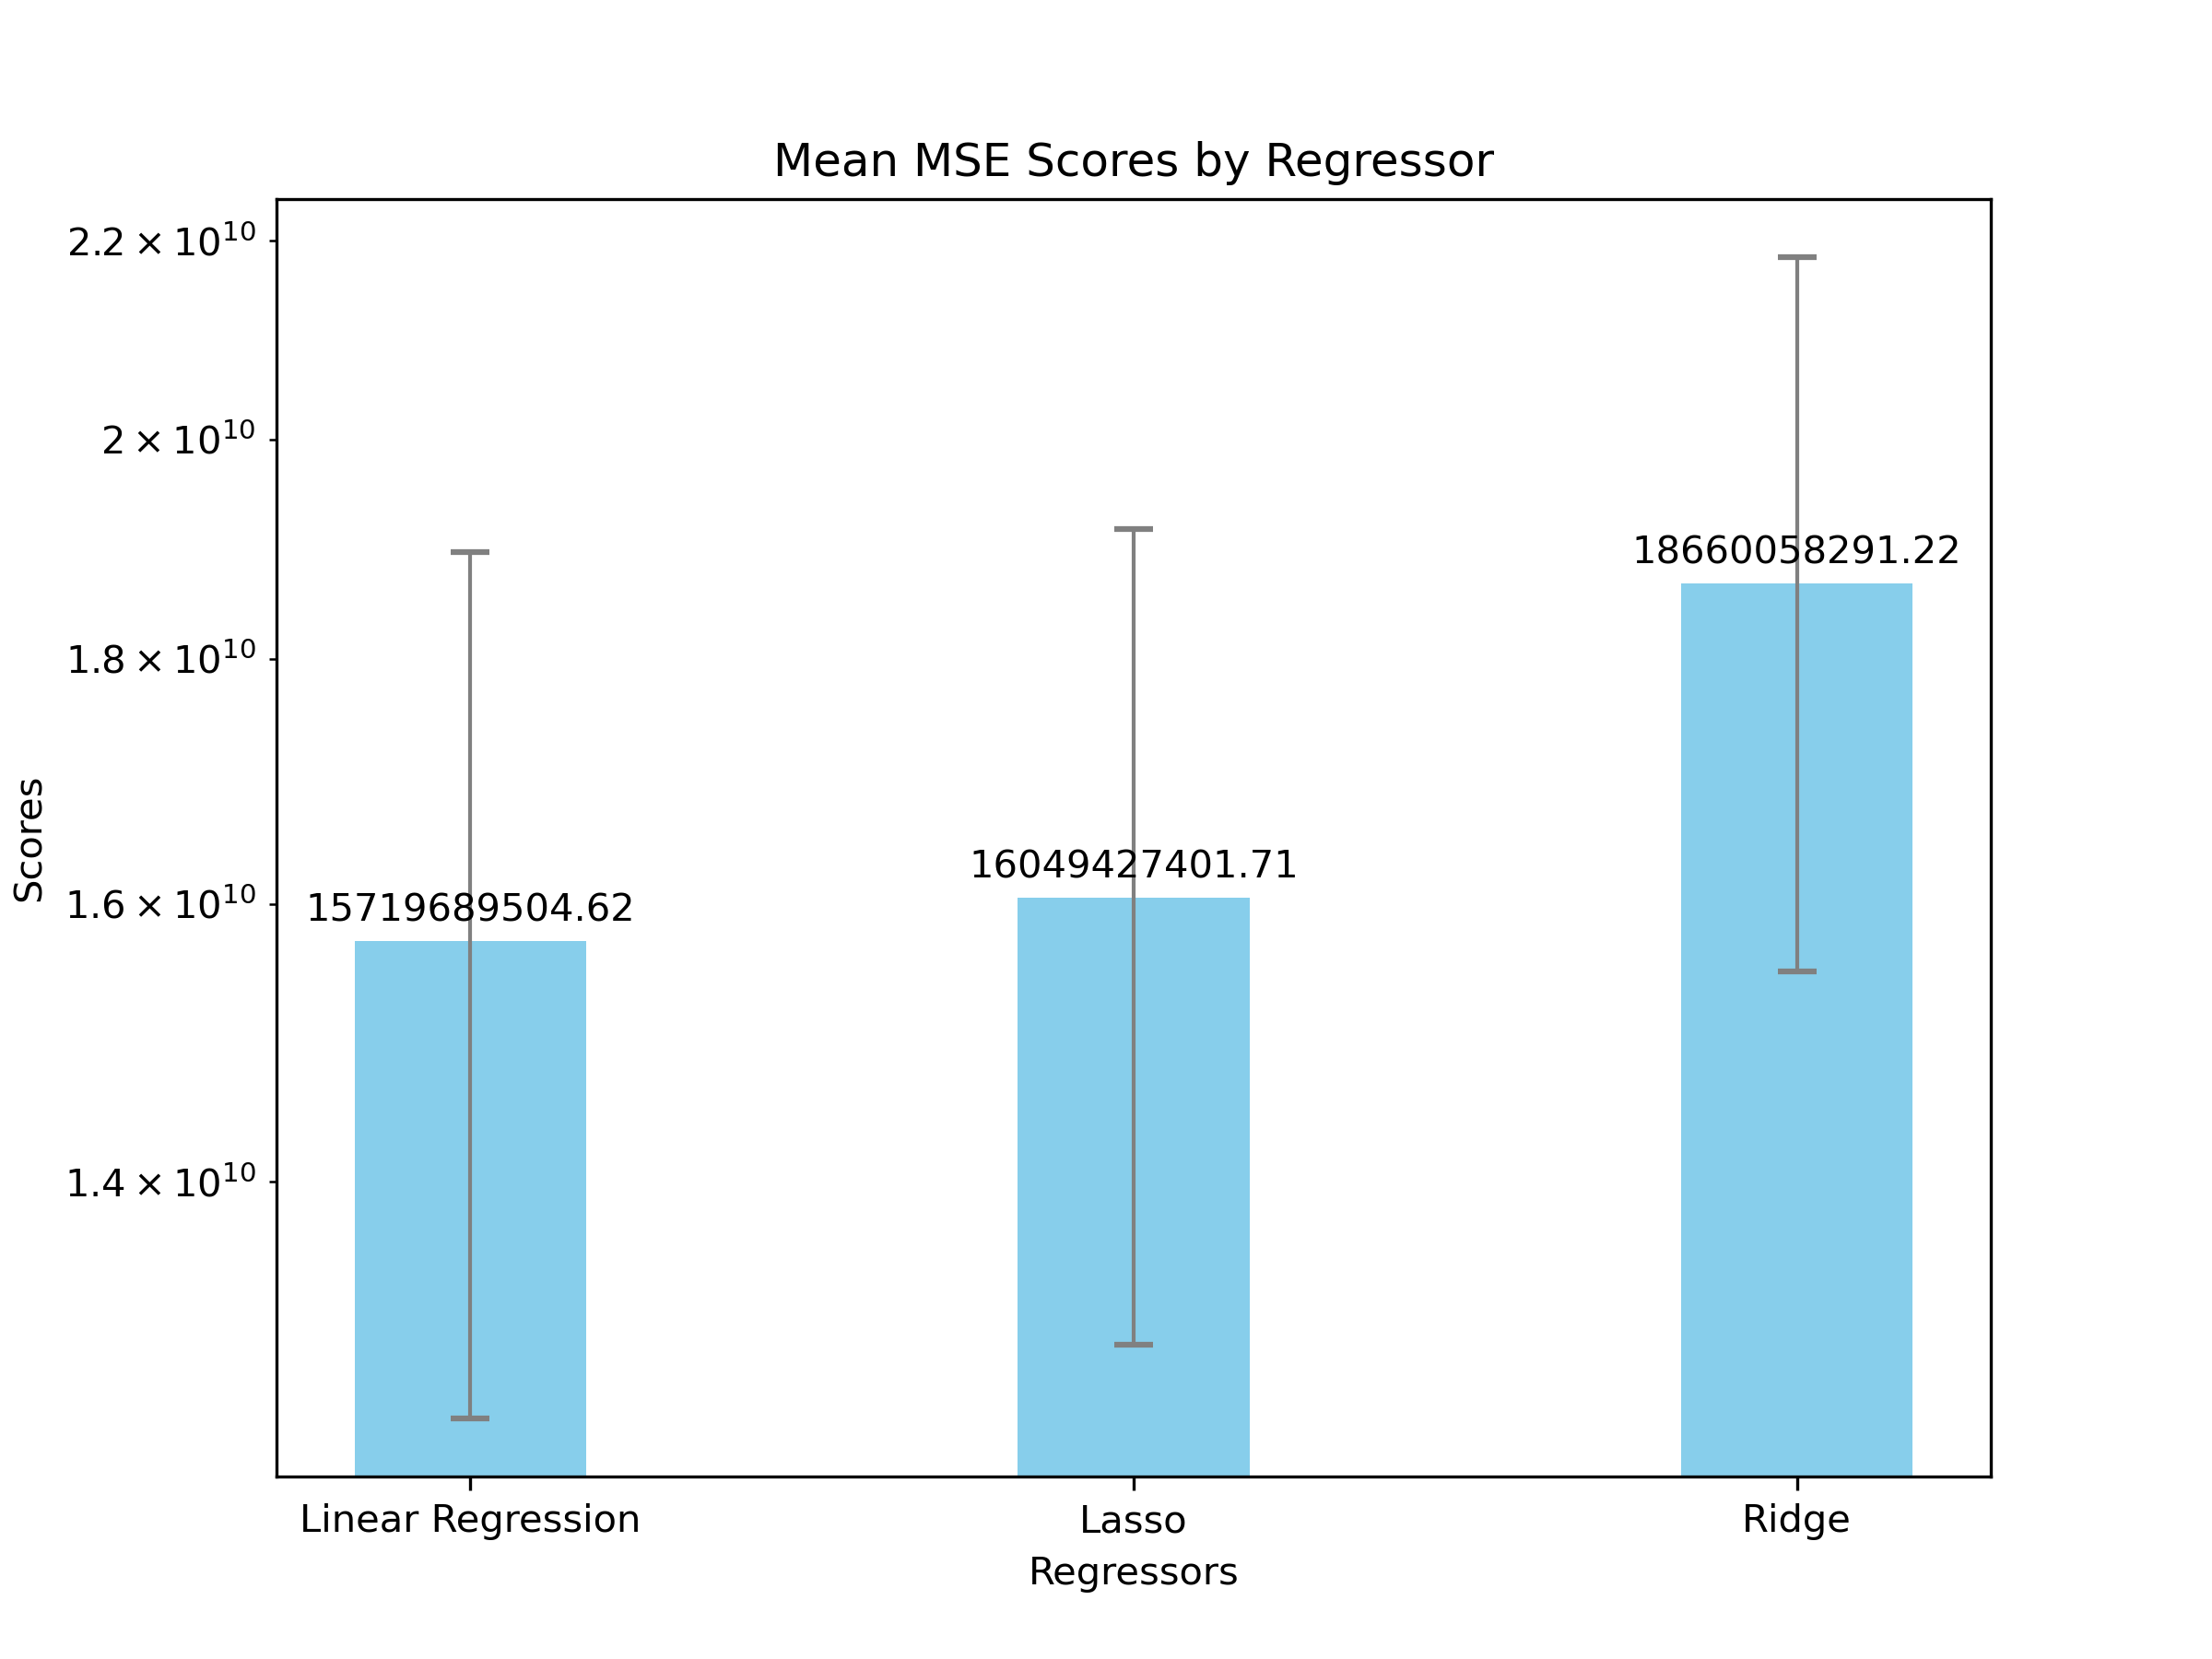 Mean MSE Scores by Regressor
2.2 × 10¹⁰
2 × 10¹⁰
1.8 × 10¹⁰
1.6 × 10¹⁰
1.4 × 10¹⁰
Scores
15719689504.62
16049427401.71
18660058291.22
Linear Regression
Lasso
Ridge
Regressors